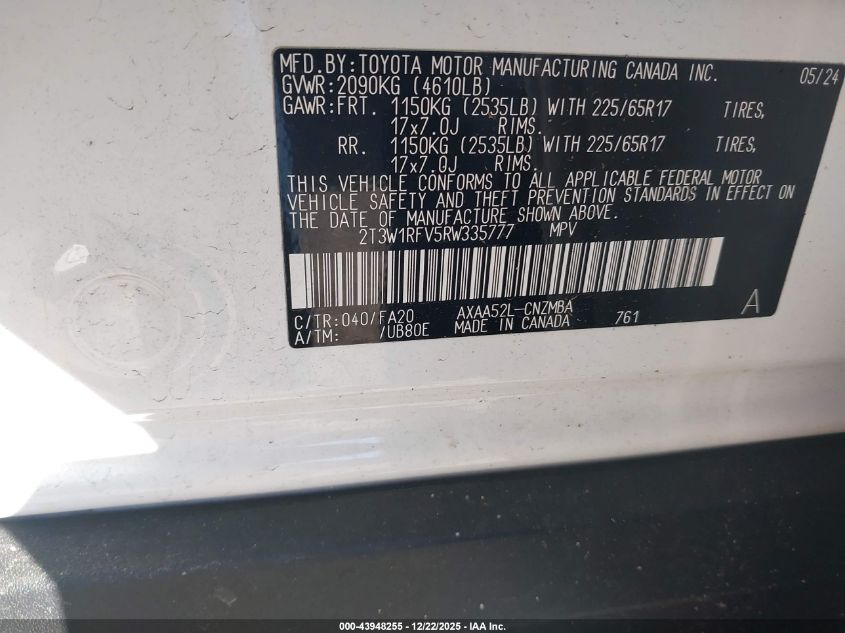 MFD.BY:TOYOTA MOTOR MANUFACTURING CANADA INC. 05/24
GVWR:2090KG (4610LB)
GAWR:FRT. 1150KG (2535LB) WITH 225/65R17 TIRES,
17x7.0J RIMS.
RR. 1150KG (2535LB) WITH 225/65R17 TIRES,
17x7.0J RIMS.
THIS VEHICLE CONFORMS TO ALL APPLICABLE FEDERAL MOTOR
VEHICLE SAFETY AND THEFT PREVENTION STANDARDS IN EFFECT ON
THE DATE OF MANUFACTURE SHOWN ABOVE.
2T3W1RFV5RW335777 MPV
C/TR:040/FA20 AXAA52L-CNZMBA A
A/TM: /UB80E MADE IN CANADA 761
000-43948255 - 12/22/2025 - IAA Inc.